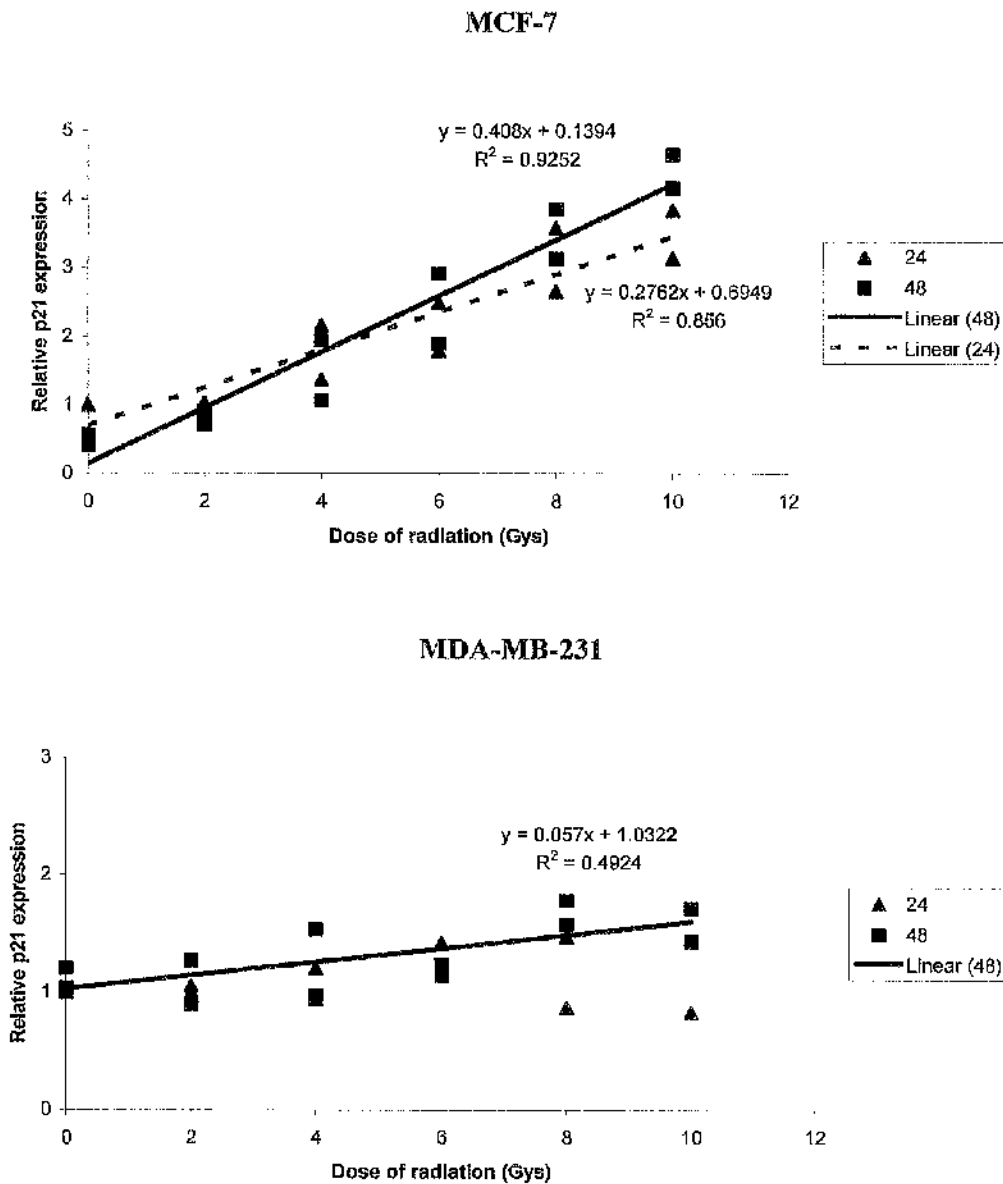 MCF-7
y = 0.408x + 0.1394
R² = 0.9252
5
4
3
2
1
0
Relative p21 expression
y = 0.2762x + 0.6949
R² = 0.856
24
48
Linear (48)
Linear (24)
0 2 4 6 8 10 12
Dose of radiation (Gys)
MDA-MB-231
3
2
1
0
Relative p21 expression
y = 0.057x + 1.0322
R² = 0.4924
24
48
Linear (48)
0 2 4 6 8 10 12
Dose of radiation (Gys)